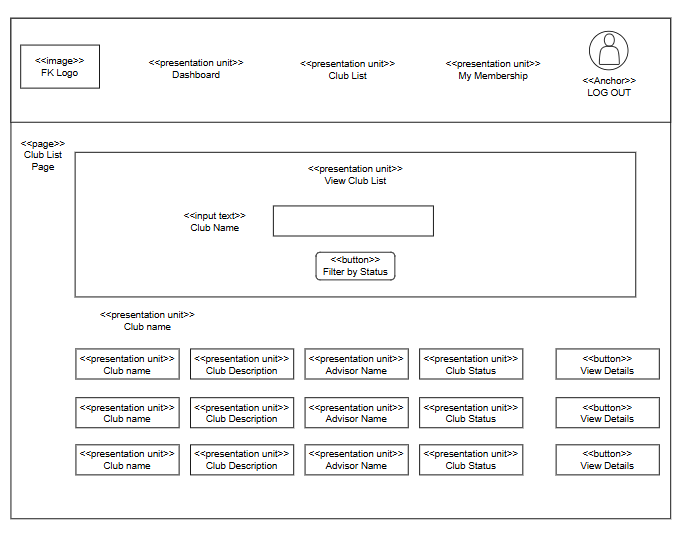 <<image>>
FK Logo
<<presentation unit>>
Dashboard
<<presentation unit>>
Club List
<<presentation unit>>
My Membership
<<Anchor>>
LOG OUT
<<page>>
Club List
Page
<<presentation unit>>
View Club List
<<input text>>
Club Name
<<button>>
Filter by Status
<<presentation unit>>
Club name
<<presentation unit>>
Club name
<<presentation unit>>
Club Description
<<presentation unit>>
Advisor Name
<<presentation unit>>
Club Status
<<button>>
View Details
<<presentation unit>>
Club name
<<presentation unit>>
Club Description
<<presentation unit>>
Advisor Name
<<presentation unit>>
Club Status
<<button>>
View Details
<<presentation unit>>
Club name
<<presentation unit>>
Club Description
<<presentation unit>>
Advisor Name
<<presentation unit>>
Club Status
<<button>>
View Details